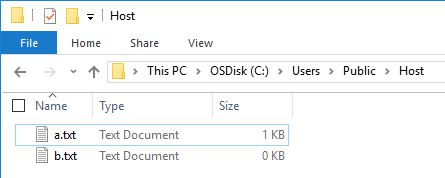 Host
File Home Share View
This PC OSDisk (C:) Users Public Host
Name Type Size
a.txt Text Document 1 KB
b.txt Text Document 0 KB